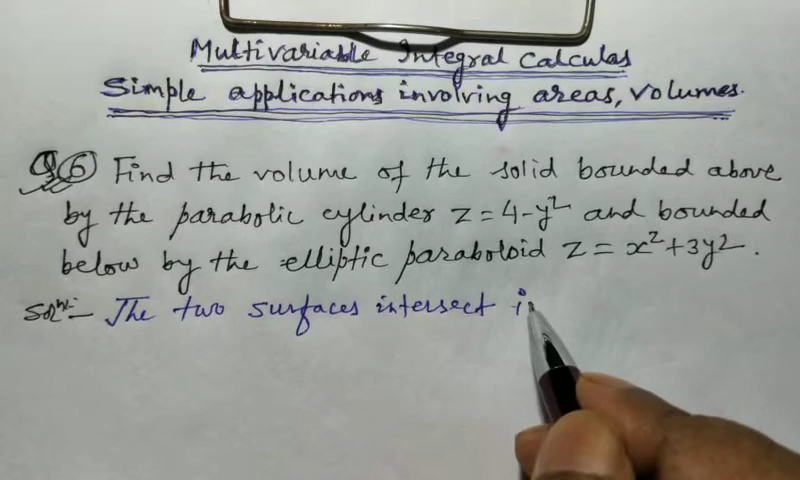 Multivariable Integral Calculus
Simple applications involving areas, volumes.
Q6 Find the volume of the solid bounded above
by the parabolic cylinder z = 4 - y² and bounded
below by the elliptic paraboloid z = x² + 3y².
Solⁿ:- The two surfaces intersect i